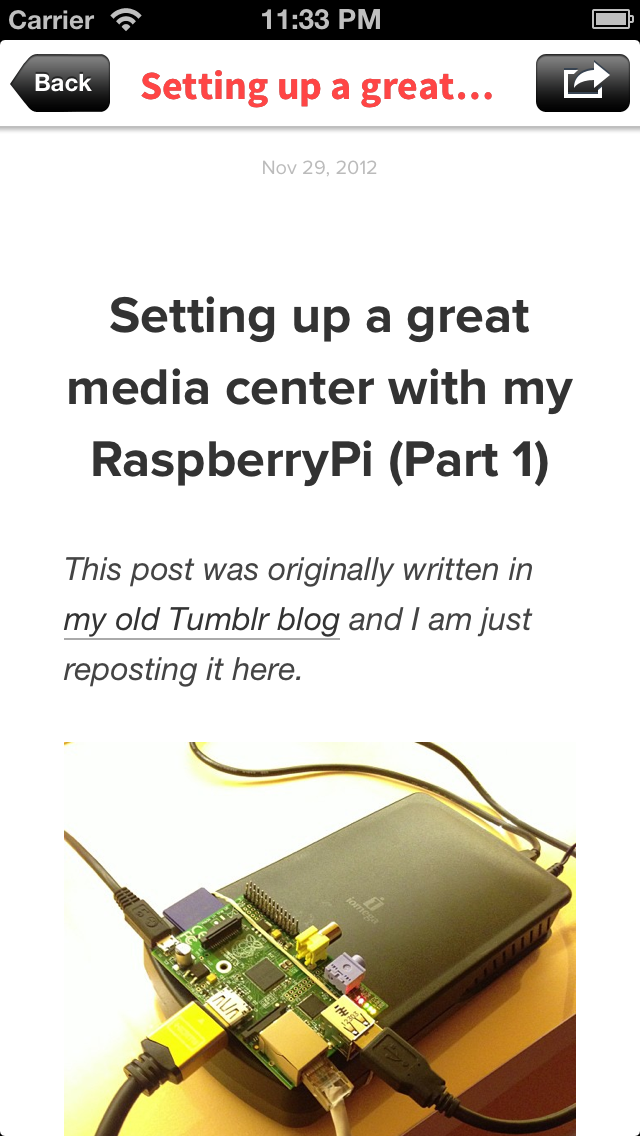 Carrier 11:33 PM
Back Setting up a great...
Nov 29, 2012
Setting up a great
media center with my
RaspberryPi (Part 1)
This post was originally written in
my old Tumblr blog and I am just
reposting it here.
iomega